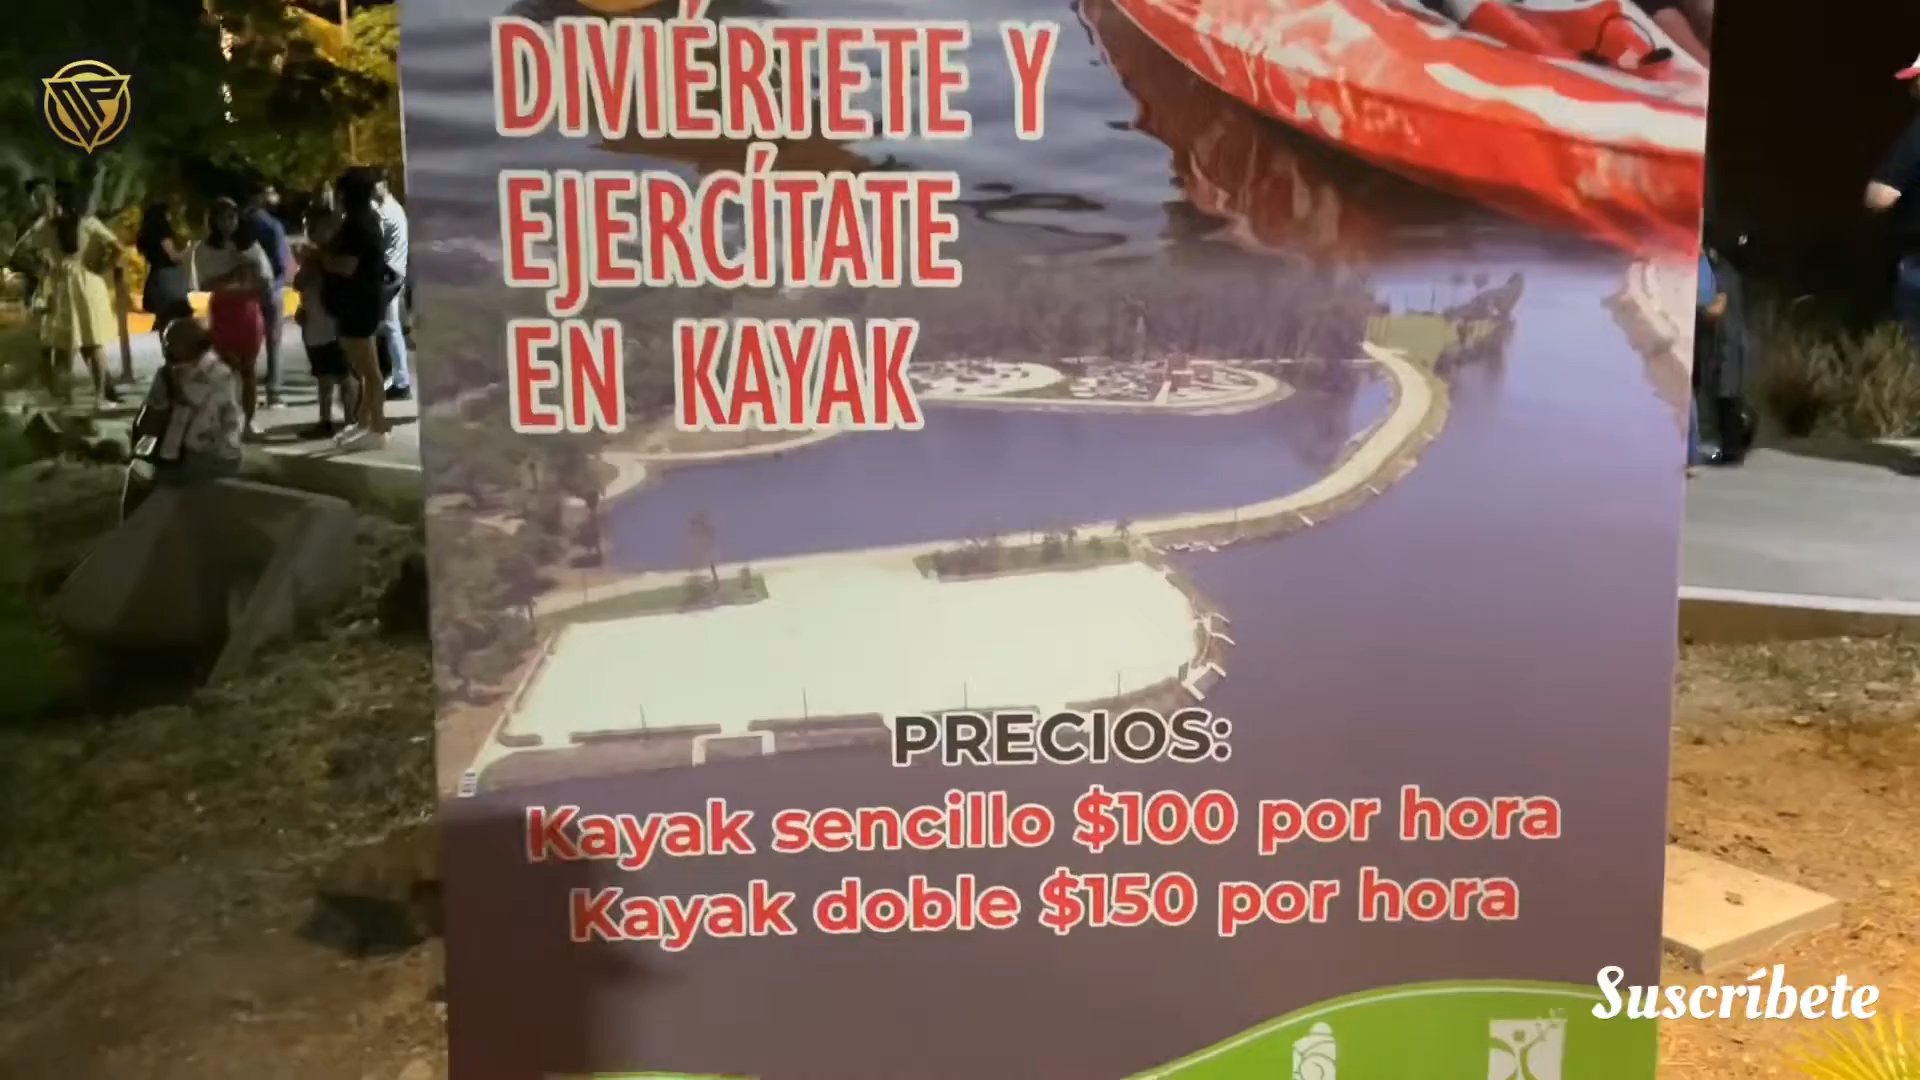 DIVIÉRTETE Y
EJERCÍTATE
EN KAYAK
PRECIOS:
Kayak sencillo $100 por hora
Kayak doble $150 por hora
Suscríbete